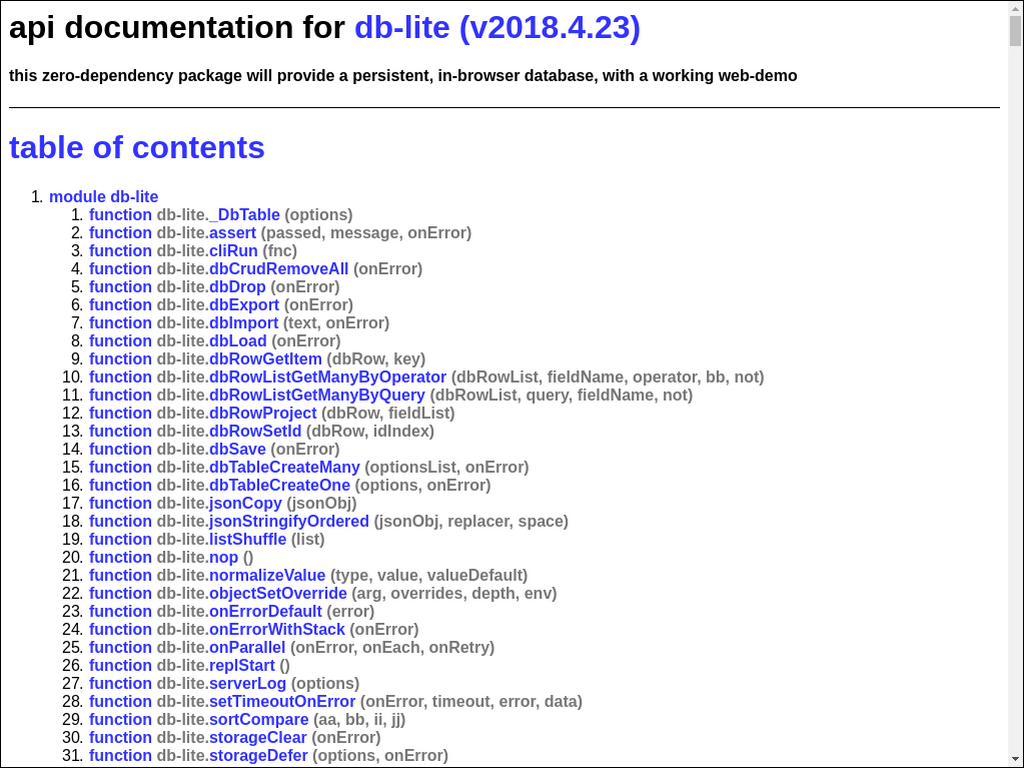 api documentation for db-lite (v2018.4.23)
this zero-dependency package will provide a persistent, in-browser database, with a working web-demo
table of contents
1. module db-lite
1. function db-lite._DbTable (options)
2. function db-lite.assert (passed, message, onError)
3. function db-lite.cliRun (fnc)
4. function db-lite.dbCrudRemoveAll (onError)
5. function db-lite.dbDrop (onError)
6. function db-lite.dbExport (onError)
7. function db-lite.dbImport (text, onError)
8. function db-lite.dbLoad (onError)
9. function db-lite.dbRowGetItem (dbRow, key)
10. function db-lite.dbRowListGetManyByOperator (dbRowList, fieldName, operator, bb, not)
11. function db-lite.dbRowListGetManyByQuery (dbRowList, query, fieldName, not)
12. function db-lite.dbRowProject (dbRow, fieldList)
13. function db-lite.dbRowSetId (dbRow, idIndex)
14. function db-lite.dbSave (onError)
15. function db-lite.dbTableCreateMany (optionsList, onError)
16. function db-lite.dbTableCreateOne (options, onError)
17. function db-lite.jsonCopy (jsonObj)
18. function db-lite.jsonStringifyOrdered (jsonObj, replacer, space)
19. function db-lite.listShuffle (list)
20. function db-lite.nop ()
21. function db-lite.normalizeValue (type, value, valueDefault)
22. function db-lite.objectSetOverride (arg, overrides, depth, env)
23. function db-lite.onErrorDefault (error)
24. function db-lite.onErrorWithStack (onError)
25. function db-lite.onParallel (onError, onEach, onRetry)
26. function db-lite.replStart ()
27. function db-lite.serverLog (options)
28. function db-lite.setTimeoutOnError (onError, timeout, error, data)
29. function db-lite.sortCompare (aa, bb, ii, jj)
30. function db-lite.storageClear (onError)
31. function db-lite.storageDefer (options, onError)